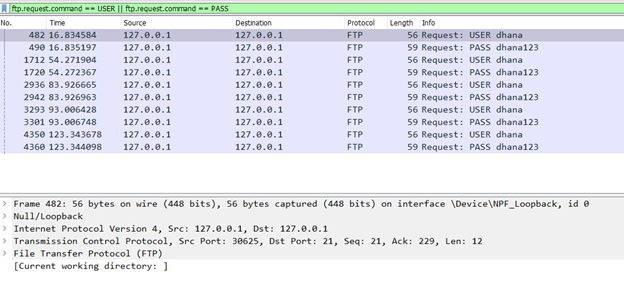 ftp.request.command == USER || ftp.request.command == PASS
No. Time Source Destination Protocol Length Info
482 16.834584 127.0.0.1 127.0.0.1 FTP 56 Request: USER dhana
490 16.835197 127.0.0.1 127.0.0.1 FTP 59 Request: PASS dhana123
1712 54.271904 127.0.0.1 127.0.0.1 FTP 56 Request: USER dhana
1720 54.272367 127.0.0.1 127.0.0.1 FTP 59 Request: PASS dhana123
2936 83.926665 127.0.0.1 127.0.0.1 FTP 56 Request: USER dhana
2942 83.926963 127.0.0.1 127.0.0.1 FTP 59 Request: PASS dhana123
3293 93.006428 127.0.0.1 127.0.0.1 FTP 56 Request: USER dhana
3301 93.006748 127.0.0.1 127.0.0.1 FTP 59 Request: PASS dhana123
4350 123.343678 127.0.0.1 127.0.0.1 FTP 56 Request: USER dhana
4360 123.344098 127.0.0.1 127.0.0.1 FTP 59 Request: PASS dhana123
Frame 482: 56 bytes on wire (448 bits), 56 bytes captured (448 bits) on interface \Device\NPF_Loopback, id 0
Null/Loopback
Internet Protocol Version 4, Src: 127.0.0.1, Dst: 127.0.0.1
Transmission Control Protocol, Src Port: 30625, Dst Port: 21, Seq: 21, Ack: 229, Len: 12
File Transfer Protocol (FTP)
[Current working directory: ]